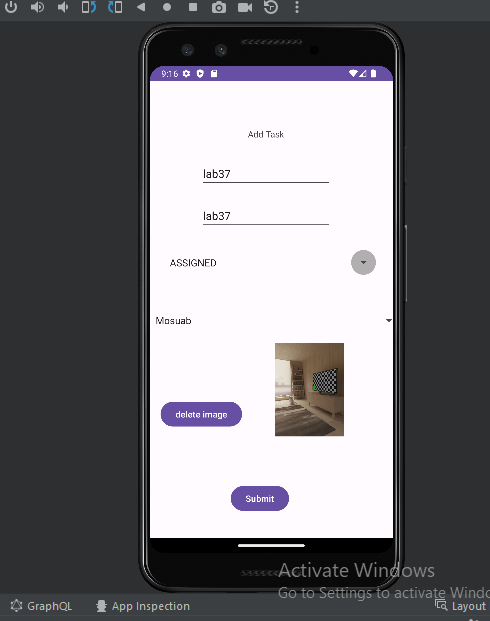 9:16
Add Task
lab37
lab37
ASSIGNED
Mosuab
delete image
Submit
Activate Windows
Go to Settings to activate Windo
GraphQL
App Inspection
Layout